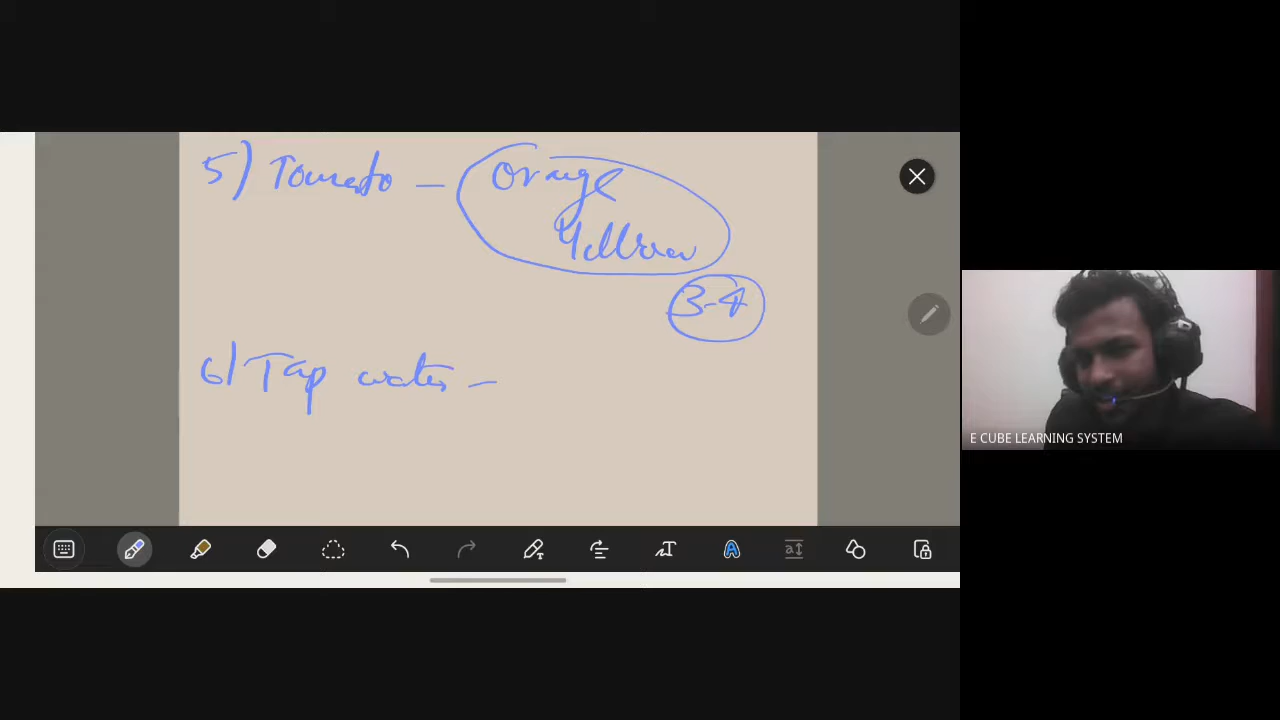 5) Tomato - Orange
Yellow
3-4
6) Tap water -
E CUBE LEARNING SYSTEM